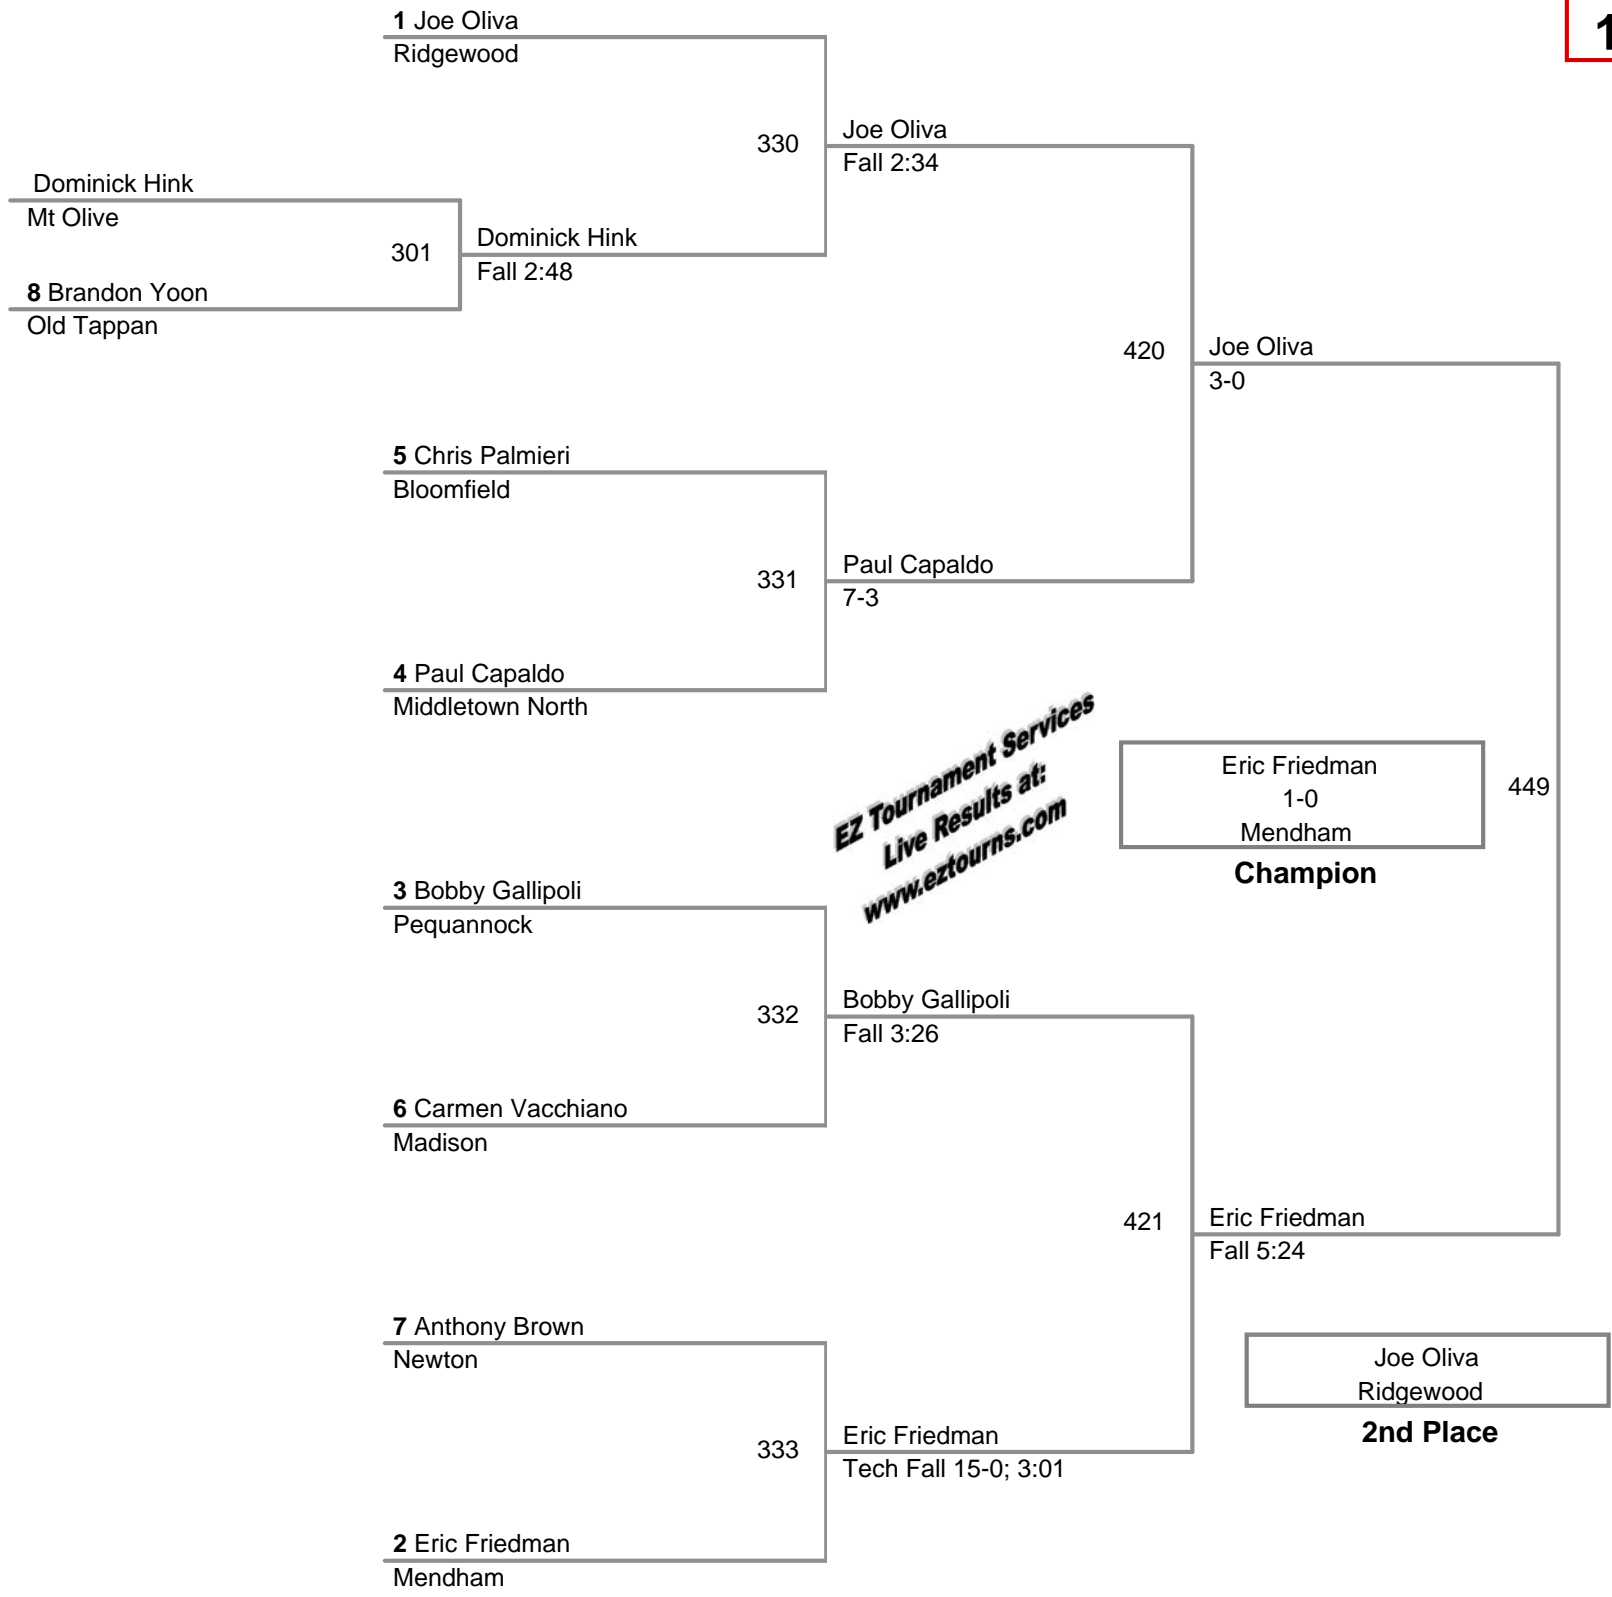 1 Joe Oliva
Ridgewood
1
330
Joe Oliva
Fall 2:34
Dominick Hink
Mt Olive
301
Dominick Hink
Fall 2:48
8 Brandon Yoon
Old Tappan
420
Joe Oliva
3-0
5 Chris Palmieri
Bloomfield
331
Paul Capaldo
7-3
4 Paul Capaldo
Middletown North
EZ Tournament Services
Live Results at:
www.eztourns.com
Eric Friedman
1-0
Mendham
Champion
449
3 Bobby Gallipoli
Pequannock
332
Bobby Gallipoli
Fall 3:26
6 Carmen Vacchiano
Madison
421
Eric Friedman
Fall 5:24
7 Anthony Brown
Newton
Joe Oliva
Ridgewood
2nd Place
333
Eric Friedman
Tech Fall 15-0; 3:01
2 Eric Friedman
Mendham